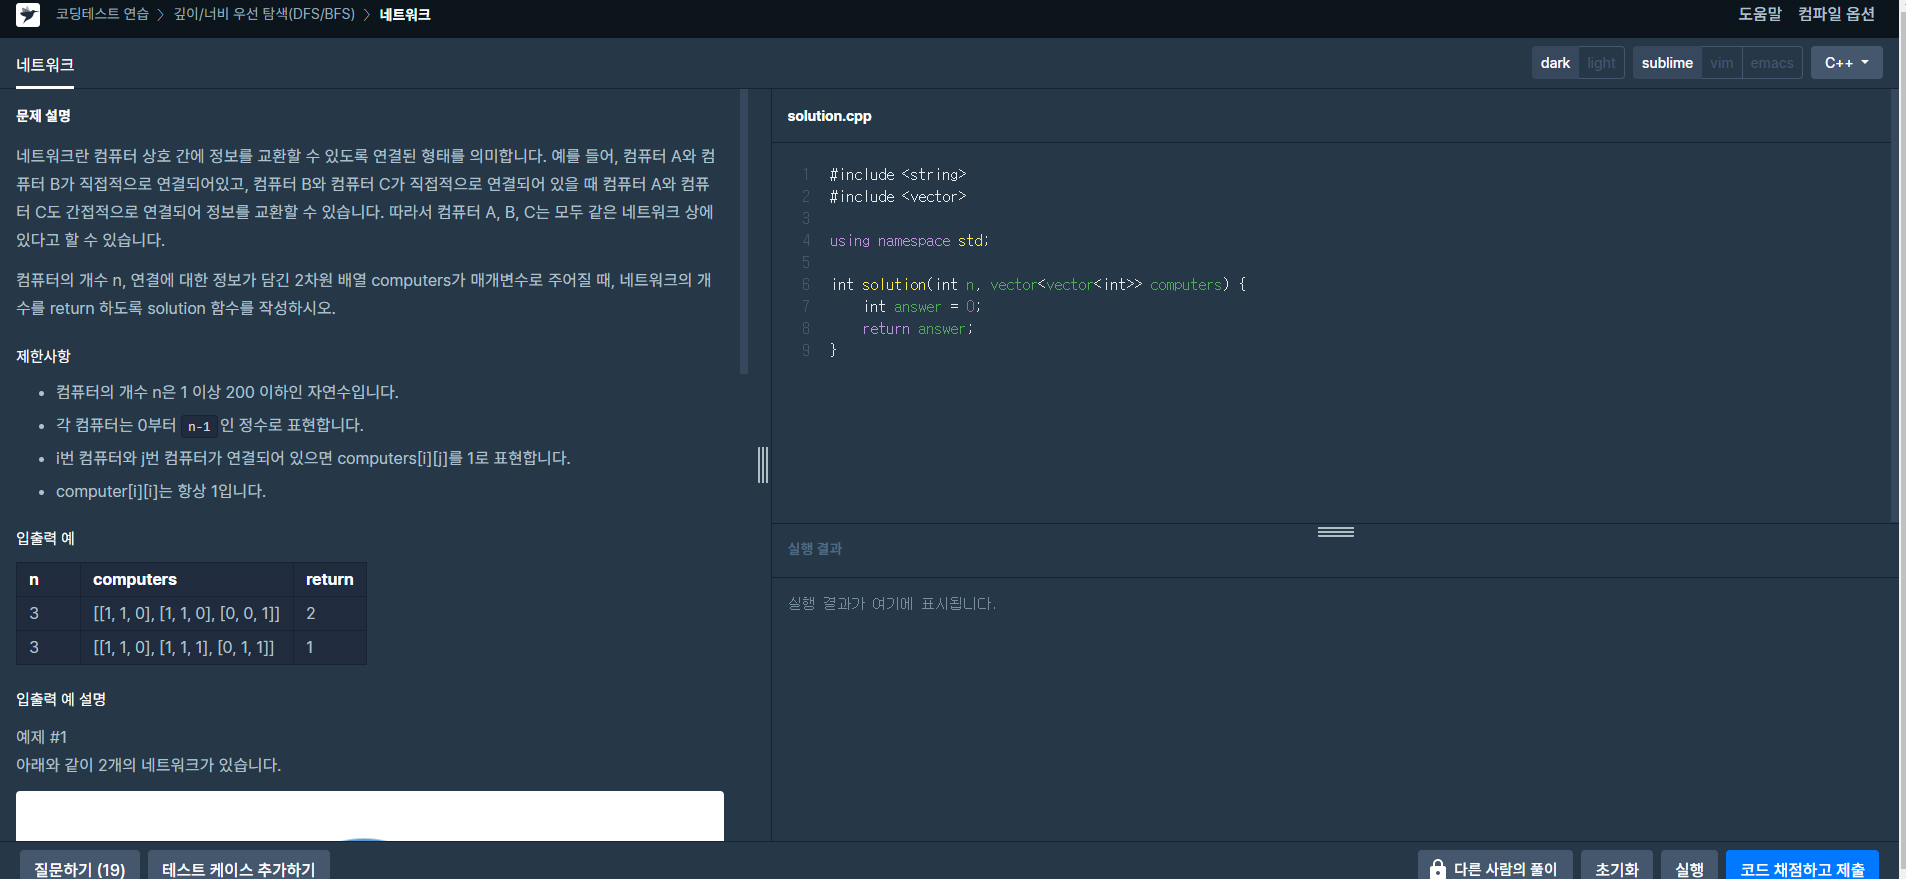 코딩테스트 연습 > 깊이/너비 우선 탐색(DFS/BFS) > 네트워크
도움말 컴파일 옵션
네트워크
dark light sublime vim emacs C++
문제 설명
네트워크란 컴퓨터 상호 간에 정보를 교환할 수 있도록 연결된 형태를 의미합니다. 예를 들어, 컴퓨터 A와 컴
퓨터 B가 직접적으로 연결되어있고, 컴퓨터 B와 컴퓨터 C가 직접적으로 연결되어 있을 때 컴퓨터 A와 컴퓨
터 C도 간접적으로 연결되어 정보를 교환할 수 있습니다. 따라서 컴퓨터 A, B, C는 모두 같은 네트워크 상에
있다고 할 수 있습니다.
컴퓨터의 개수 n, 연결에 대한 정보가 담긴 2차원 배열 computers가 매개변수로 주어질 때, 네트워크의 개
수를 return 하도록 solution 함수를 작성하시오.
제한사항
• 컴퓨터의 개수 n은 1 이상 200 이하인 자연수입니다.
• 각 컴퓨터는 0부터 n-1 인 정수로 표현합니다.
• i번 컴퓨터와 j번 컴퓨터가 연결되어 있으면 computers[i][j]를 1로 표현합니다.
• computer[i][i]는 항상 1입니다.
입출력 예
n computers return
3 [[1, 1, 0], [1, 1, 0], [0, 0, 1]] 2
3 [[1, 1, 0], [1, 1, 1], [0, 1, 1]] 1
입출력 예 설명
예제 #1
아래와 같이 2개의 네트워크가 있습니다.
solution.cpp
1 #include <string>
2 #include <vector>
3
4 using namespace std;
5
6 int solution(int n, vector<vector<int>> computers) {
7     int answer = 0;
8     return answer;
9 }
실행 결과
실행 결과가 여기에 표시됩니다.
질문하기 (19) 테스트 케이스 추가하기
다른 사람의 풀이 초기화 실행 코드 채점하고 제출